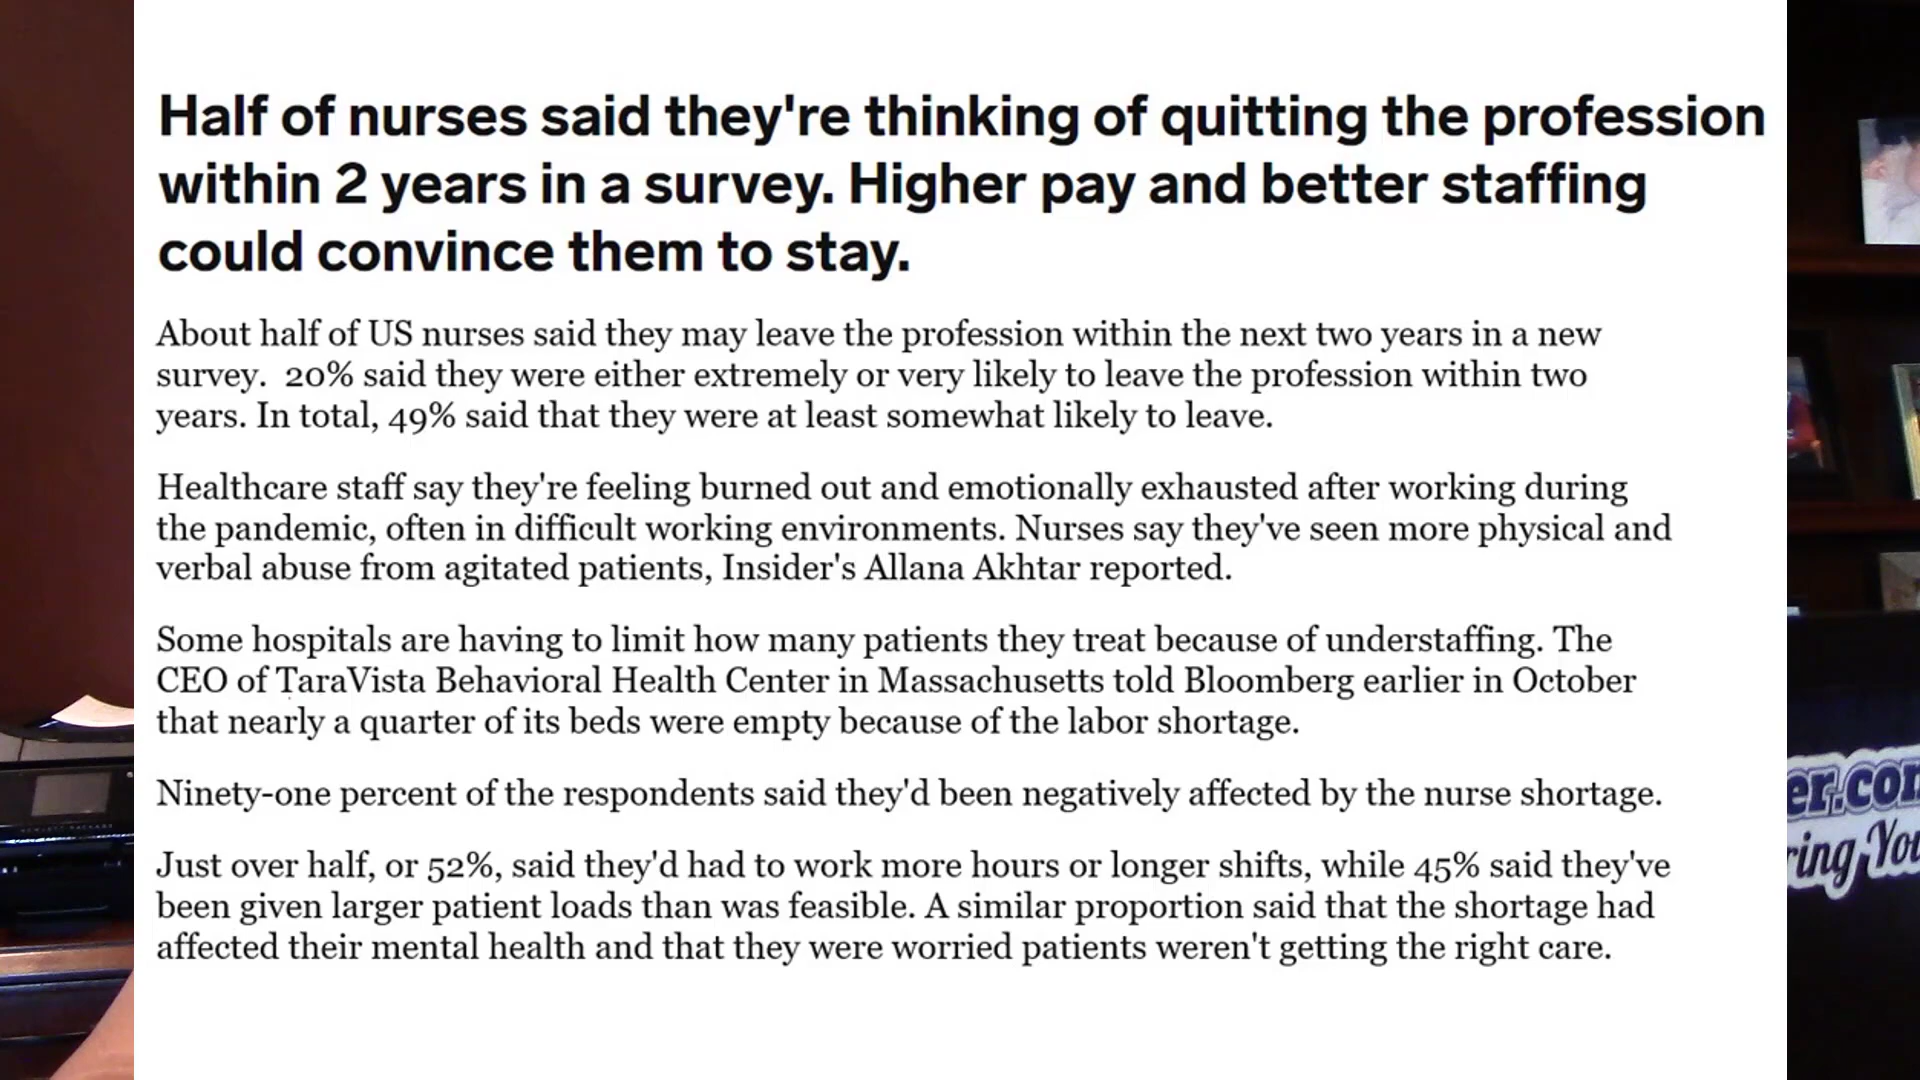 Half of nurses said they're thinking of quitting the profession
within 2 years in a survey. Higher pay and better staffing
could convince them to stay.
About half of US nurses said they may leave the profession within the next two years in a new
survey.  20% said they were either extremely or very likely to leave the profession within two
years. In total, 49% said that they were at least somewhat likely to leave.
Healthcare staff say they're feeling burned out and emotionally exhausted after working during
the pandemic, often in difficult working environments. Nurses say they've seen more physical and
verbal abuse from agitated patients, Insider's Allana Akhtar reported.
Some hospitals are having to limit how many patients they treat because of understaffing. The
CEO of TaraVista Behavioral Health Center in Massachusetts told Bloomberg earlier in October
that nearly a quarter of its beds were empty because of the labor shortage.
Ninety-one percent of the respondents said they'd been negatively affected by the nurse shortage.
Just over half, or 52%, said they'd had to work more hours or longer shifts, while 45% said they've
been given larger patient loads than was feasible. A similar proportion said that the shortage had
affected their mental health and that they were worried patients weren't getting the right care.
er.con
ring You
HEWLETT-PACKARD